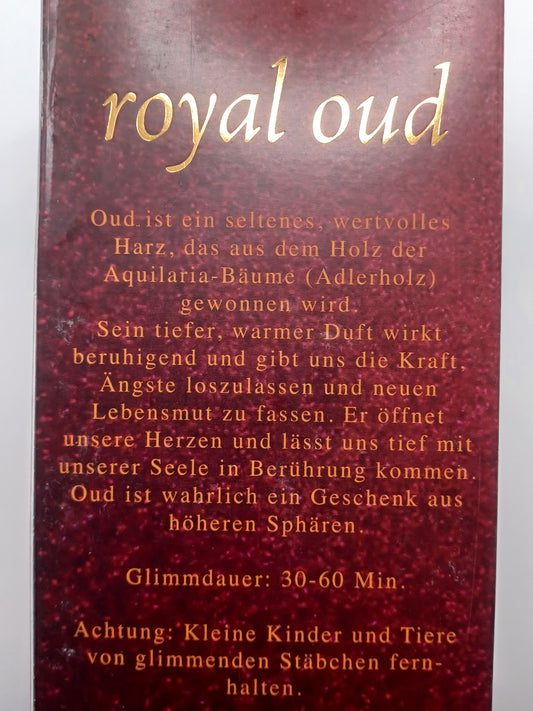 royal oud
Oud ist ein seltenes, wertvolles
Harz, das aus dem Holz der
Aquilaria-Bäume (Adlerholz)
gewonnen wird.
Sein tiefer, warmer Duft wirkt
beruhigend und gibt uns die Kraft,
Ängste loszulassen und neuen
Lebensmut zu fassen. Er öffnet
unsere Herzen und lässt uns tief mit
unserer Seele in Berührung kommen.
Oud ist wahrlich ein Geschenk aus
höheren Sphären.
Glimmdauer: 30-60 Min.
Achtung: Kleine Kinder und Tiere
von glimmenden Stäbchen fern-
halten.